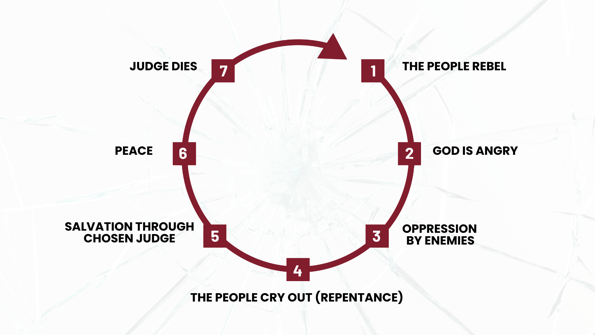 1 THE PEOPLE REBEL
2 GOD IS ANGRY
3 OPPRESSION
BY ENEMIES
4
THE PEOPLE CRY OUT (REPENTANCE)
5 SALVATION THROUGH
CHOSEN JUDGE
6 PEACE
7 JUDGE DIES